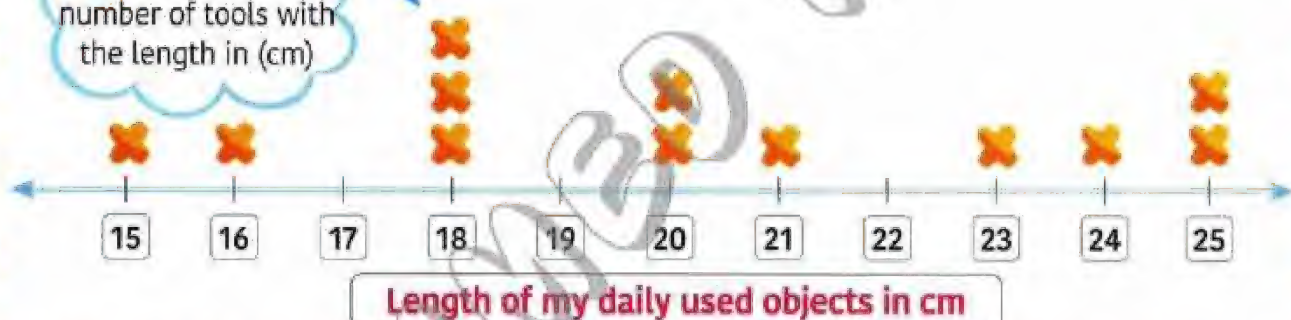 number of tools with
the length in (cm)
15 16 17 18 19 20 21 22 23 24 25
Length of my daily used objects in cm